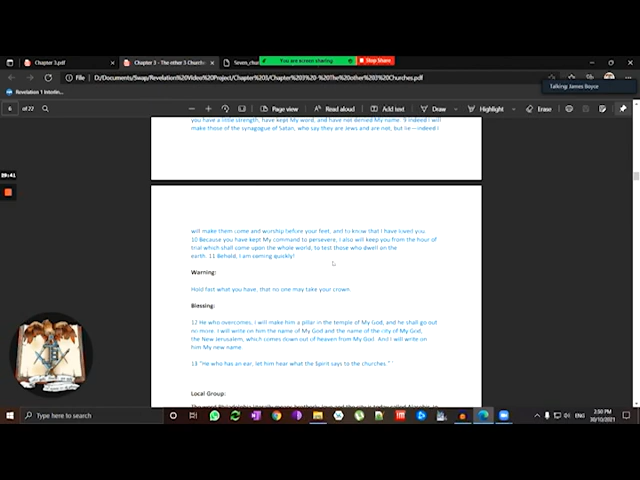 Chapter 3.pdf
Chapter 3 - The other 3 Churches
Seven_chur
You are screen sharing
Stop Share
File
D:/Documents/Swap/Revelation%20Video%20Project/Chapter%203/Chapter%203%20-%20The%20other%203%20Churches.pdf
Talking: James Boyce
Revelation 1 Interlin...
6
of 22
Page view
Read aloud
Add text
Draw
Highlight
Erase
you have a little strength, have kept My word, and have not denied My name. 9 Indeed I will
make those of the synagogue of Satan, who say they are Jews and are not, but lie—indeed I
29:41
will make them come and worship before your feet, and to know that I have loved you.
10 Because you have kept My command to persevere, I also will keep you from the hour of
trial which shall come upon the whole world, to test those who dwell on the
earth. 11 Behold, I am coming quickly!
Warning:
Hold fast what you have, that no one may take your crown.
Blessing:
12 He who overcomes, I will make him a pillar in the temple of My God, and he shall go out
no more. I will write on him the name of My God and the name of the city of My God,
the New Jerusalem, which comes down out of heaven from My God. And I will write on
him My new name.
13 "He who has an ear, let him hear what the Spirit says to the churches." '
Local Group:
Type here to search
ENG
2:50 PM
30/10/2021